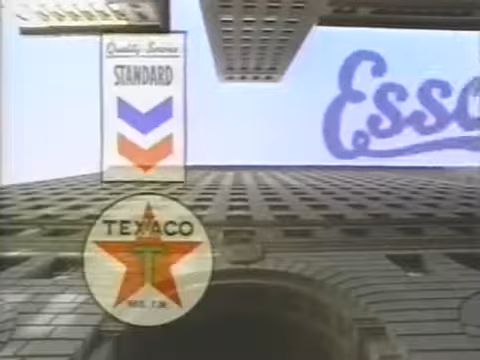 Quality Service
STANDARD
Esso
TEXACO
T
REG. T.M.